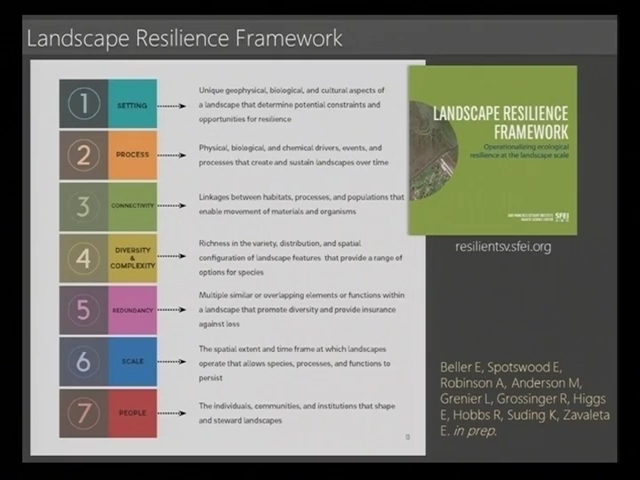 Landscape Resilience Framework
1
SETTING
Unique geophysical, biological, and cultural aspects of
a landscape that determine potential constraints and
opportunities for resilience
2
PROCESS
Physical, biological, and chemical drivers, events, and
processes that create and sustain landscapes over time
3
CONNECTIVITY
Linkages between habitats, processes, and populations that
enable movement of materials and organisms
4
DIVERSITY
&
COMPLEXITY
Richness in the variety, distribution, and spatial
configuration of landscape features that provide a range of
options for species
5
REDUNDANCY
Multiple similar or overlapping elements or functions within
a landscape that promote diversity and provide insurance
against loss
6
SCALE
The spatial extent and time frame at which landscapes
operate that allows species, processes, and functions to
persist
7
PEOPLE
The individuals, communities, and institutions that shape
and steward landscapes
LANDSCAPE RESILIENCE
FRAMEWORK
Operationalizing ecological
resilience at the landscape scale
SFEI
resilientsv.sfei.org
Beller E, Spotswood E,
Robinson A, Anderson M,
Grenier L, Grossinger R, Higgs
E, Hobbs R, Suding K, Zavaleta
E. in prep.